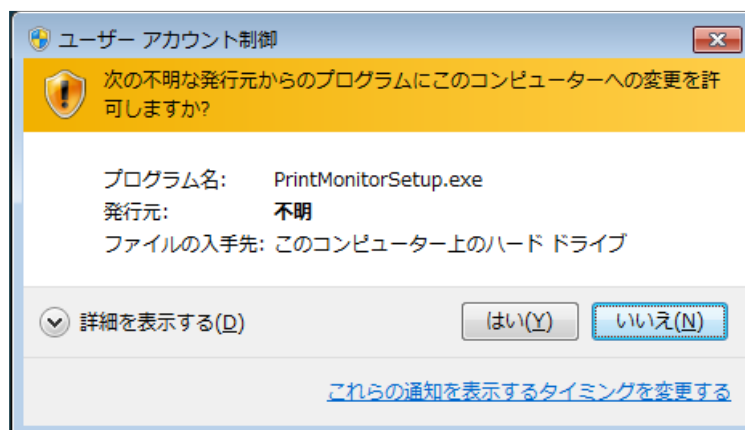 ユーザー アカウント制御
次の不明な発行元からのプログラムにこのコンピューターへの変更を許
可しますか?
プログラム名: PrintMonitorSetup.exe
発行元: 不明
ファイルの入手先: このコンピューター上のハード ドライブ
詳細を表示する(D)
はい(Y)
いいえ(N)
これらの通知を表示するタイミングを変更する